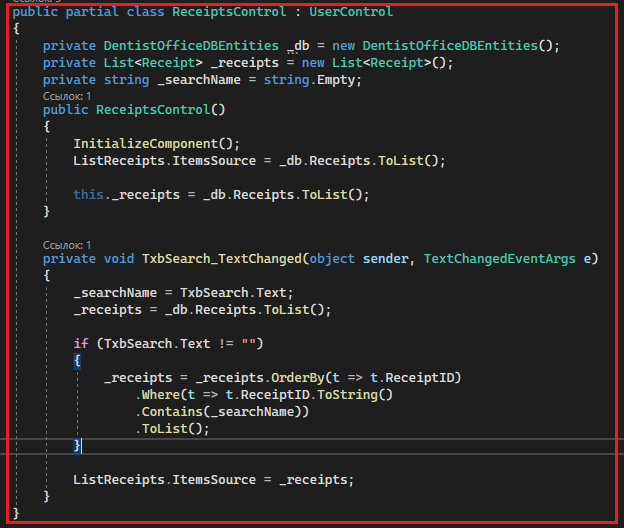 public partial class ReceiptsControl : UserControl
{
    private DentistOfficeDBEntities _db = new DentistOfficeDBEntities();
    private List<Receipt> _receipts = new List<Receipt>();
    private string _searchName = string.Empty;
    Ссылок: 1
    public ReceiptsControl()
    {
        InitializeComponent();
        ListReceipts.ItemsSource = _db.Receipts.ToList();

        this._receipts = _db.Receipts.ToList();
    }

    Ссылок: 1
    private void TxbSearch_TextChanged(object sender, TextChangedEventArgs e)
    {
        _searchName = TxbSearch.Text;
        _receipts = _db.Receipts.ToList();

        if (TxbSearch.Text != "")
        {
            _receipts = _receipts.OrderBy(t => t.ReceiptID)
                .Where(t => t.ReceiptID.ToString()
                .Contains(_searchName))
                .ToList();
        }

        ListReceipts.ItemsSource = _receipts;
    }
}